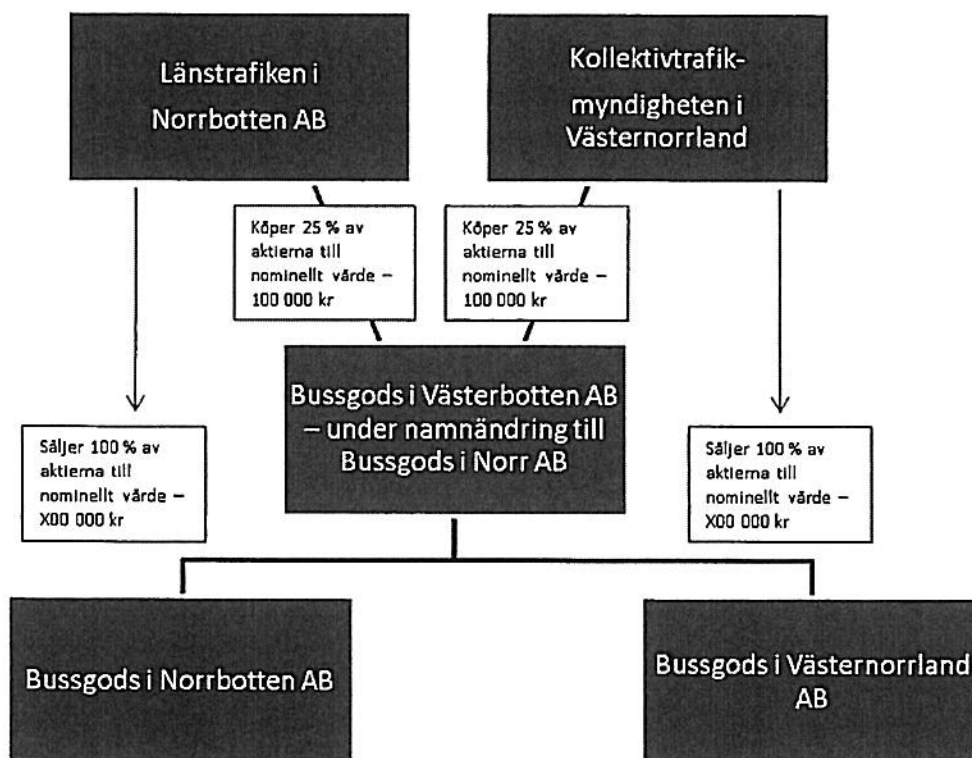 Länstrafiken i
Norrbotten AB
Kollektivtrafik-
myndigheten i
Västernorrland
Köper 25 % av
aktierna till
nominellt värde –
100 000 kr
Köper 25 % av
aktierna till
nominellt värde –
100 000 kr
Bussgods i Västerbotten AB
– under namnändring till
Bussgods i Norr AB
Säljer 100 % av
aktierna till
nominellt värde –
X00 000 kr
Säljer 100 % av
aktierna till
nominellt värde –
X00 000 kr
Bussgods i Norrbotten AB
Bussgods i Västernorrland
AB